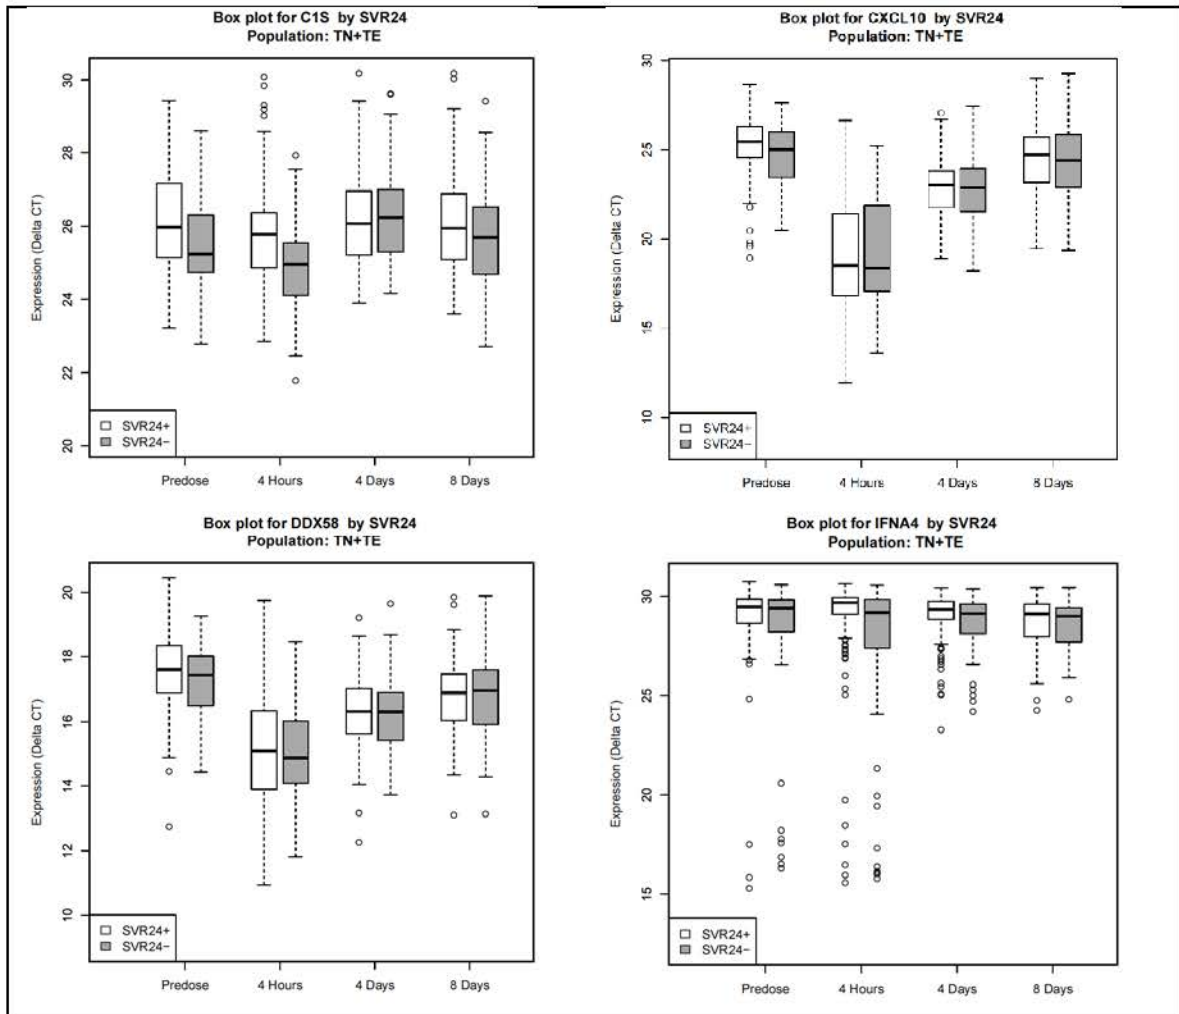 Box plot for C1S by SVR24
Population: TN+TE
Expression (Delta CT)
30
28
26
24
22
20
SVR24+
SVR24−
Predose
4 Hours
4 Days
8 Days
Box plot for CXCL10 by SVR24
Population: TN+TE
Expression (Delta CT)
30
25
20
15
10
SVR24+
SVR24−
Predose
4 Hours
4 Days
8 Days
Box plot for DDX58 by SVR24
Population: TN+TE
Expression (Delta CT)
20
18
16
14
12
10
SVR24+
SVR24−
Predose
4 Hours
4 Days
8 Days
Box plot for IFNA4 by SVR24
Population: TN+TE
Expression (Delta CT)
30
25
20
15
SVR24+
SVR24−
Predose
4 Hours
4 Days
8 Days